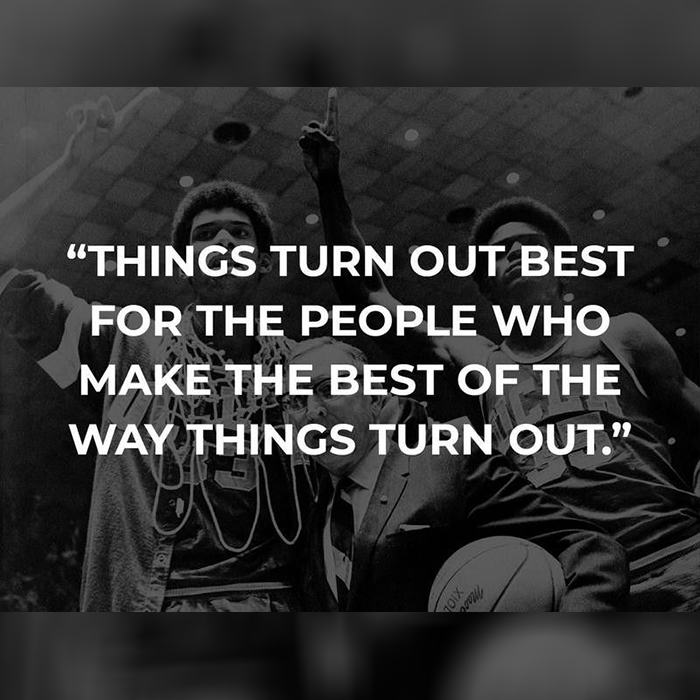 “THINGS TURN OUT BEST
FOR THE PEOPLE WHO
MAKE THE BEST OF THE
WAY THINGS TURN OUT.”